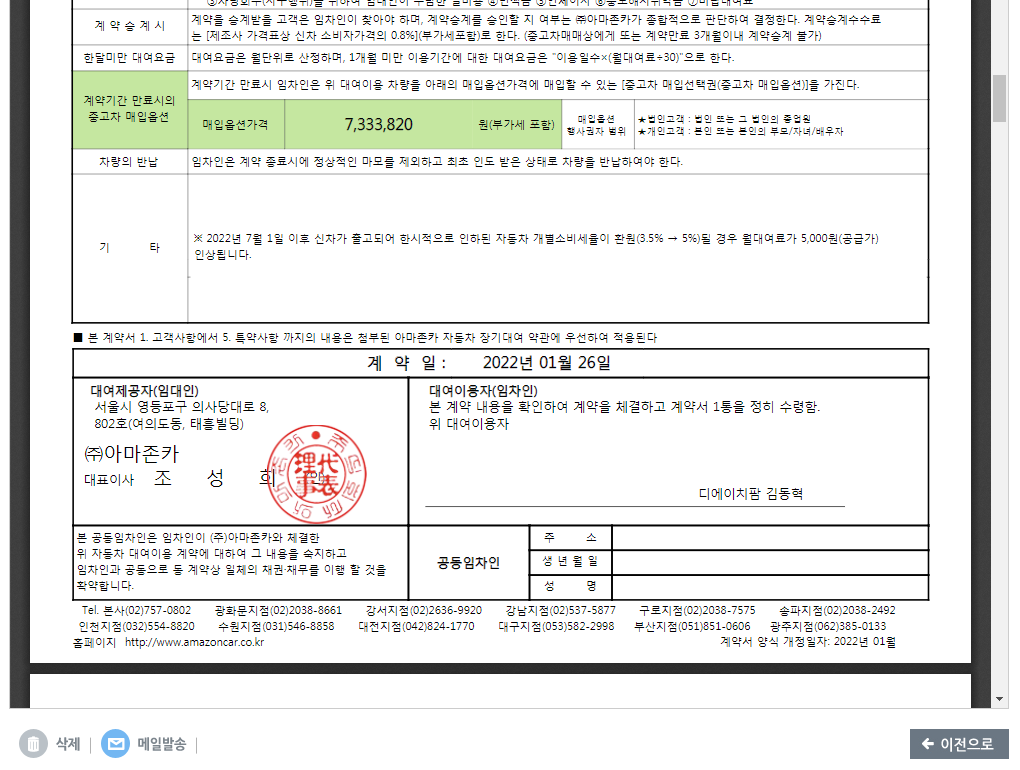 계 약 승 계 시
계약을 승계받을 고객은 임차인이 찾아야 하며, 계약승계를 승인할 지 여부는 ㈜아마존카가 종합적으로 판단하여 결정한다. 계약승계수수료
는 [제조사 가격표상 신차 소비자가격의 0.8%](부가세포함)로 한다. (중고차매매상에게 또는 계약만료 3개월이내 계약승계 불가)
한달미만 대여요금
대여요금은 월단위로 산정하며, 1개월 미만 이용기간에 대한 대여요금은 "이용일수×(월대여료÷30)"으로 한다.
계약기간 만료시의
중고차 매입옵션
계약기간 만료시 임차인은 위 대여이용 차량을 아래의 매입옵션가격에 매입할 수 있는 [중고차 매입선택권(중고차 매입옵션)]을 가진다.
매입옵션가격
7,333,820
원(부가세 포함)
매입옵션
행사권자 범위
★법인고객 : 법인 또는 그 법인의 종업원
★개인고객 : 본인 또는 본인의 부모/자녀/배우자
차량의 반납
임차인은 계약 종료시에 정상적인 마모를 제외하고 최초 인도 받은 상태로 차량을 반납하여야 한다.
기 타
※ 2022년 7월 1일 이후 신차가 출고되어 한시적으로 인하된 자동차 개별소비세율이 환원(3.5% → 5%)될 경우 월대여료가 5,000원(공급가)
인상됩니다.
■ 본 계약서 1. 고객사항에서 5. 특약사항 까지의 내용은 첨부된 아마존카 자동차 장기대여 약관에 우선하여 적용된다
계 약 일 : 2022년 01월 26일
대여제공자(임대인)
서울시 영등포구 의사당대로 8,
802호(여의도동, 태흥빌딩)
㈜아마존카
대표이사 조 성 희 (인)
대여이용자(임차인)
본 계약 내용을 확인하여 계약을 체결하고 계약서 1통을 정히 수령함.
위 대여이용자
디에이치팜 김동혁
본 공동임차인은 임차인이 (주)아마존카와 체결한
위 자동차 대여이용 계약에 대하여 그 내용을 숙지하고
임차인과 공동으로 동 계약상 일체의 채권·채무를 이행 할 것을
확약합니다.
공동임차인
주 소
생 년 월 일
성 명
Tel. 본사(02)757-0802 광화문지점(02)2038-8661 강서지점(02)2636-9920 강남지점(02)537-5877 구로지점(02)2038-7575 송파지점(02)2038-2492
인천지점(032)554-8820 수원지점(031)546-8858 대전지점(042)824-1770 대구지점(053)582-2998 부산지점(051)851-0606 광주지점(062)385-0133
홈페이지 http://www.amazoncar.co.kr 계약서 양식 개정일자: 2022년 01월
삭제 메일발송 이전으로